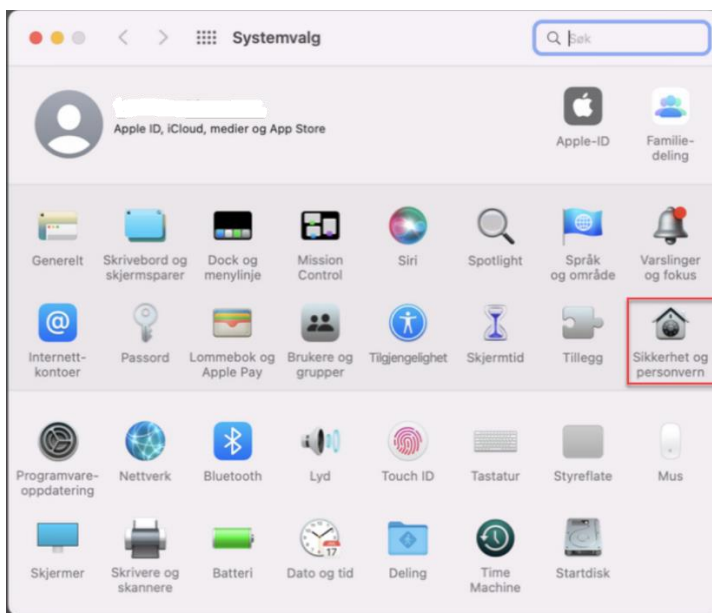 Systemvalg
Søk
Apple ID, iCloud, medier og App Store
Apple-ID
Familie-
deling
Generelt
Skrivebord og
skjermsparer
Dock og
menylinje
Mission
Control
Siri
Spotlight
Språk
og område
Varslinger
og fokus
Internett-
kontoer
Passord
Lommebok og
Apple Pay
Brukere og
grupper
Tilgjengelighet
Skjermtid
Tillegg
Sikkerhet og
personvern
Programvare-
oppdatering
Nettverk
Bluetooth
Lyd
Touch ID
Tastatur
Styreflate
Mus
Skjermer
Skrivere og
skannere
Batteri
17
Dato og tid
Deling
Time
Machine
Startdisk